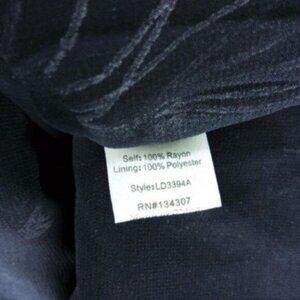 Self: 100% Rayon
Lining: 100% Polyester
Style: LD3394A
RN#134307